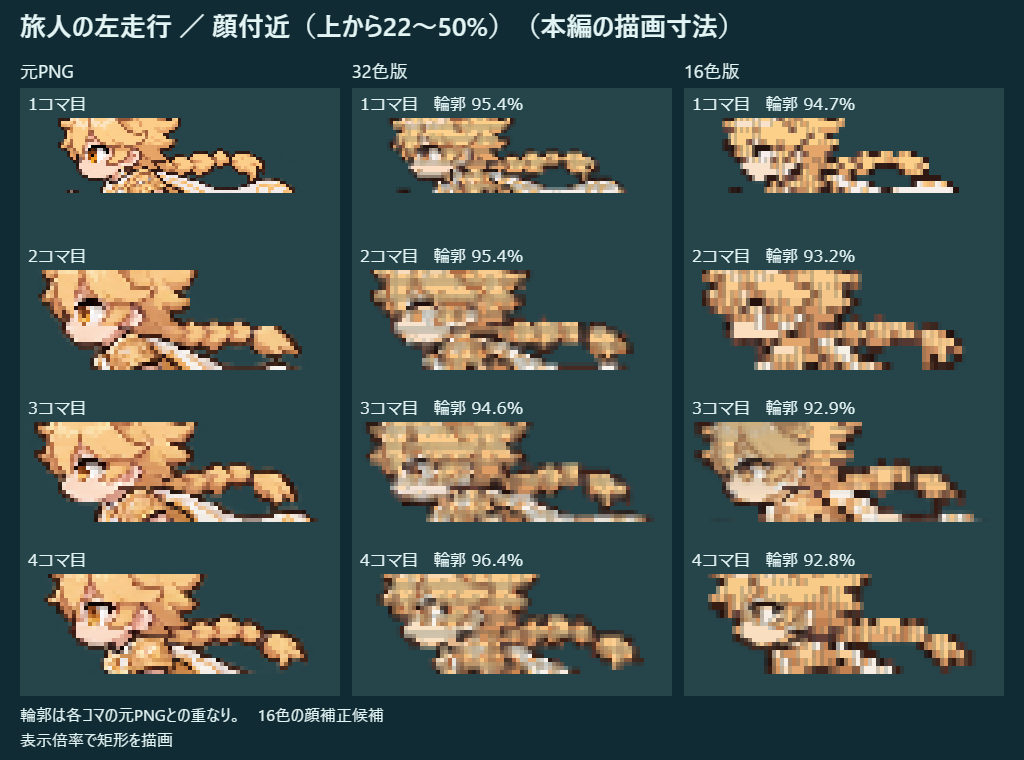 旅人の左走行 ／ 顔付近（上から22～50%）（本編の描画寸法）
元PNG
32色版
16色版
1コマ目
1コマ目 輪郭 95.4%
1コマ目 輪郭 94.7%
2コマ目
2コマ目 輪郭 95.4%
2コマ目 輪郭 93.2%
3コマ目
3コマ目 輪郭 94.6%
3コマ目 輪郭 92.9%
4コマ目
4コマ目 輪郭 96.4%
4コマ目 輪郭 92.8%
輪郭は各コマの元PNGとの重なり。 16色の顔補正候補
表示倍率で矩形を描画